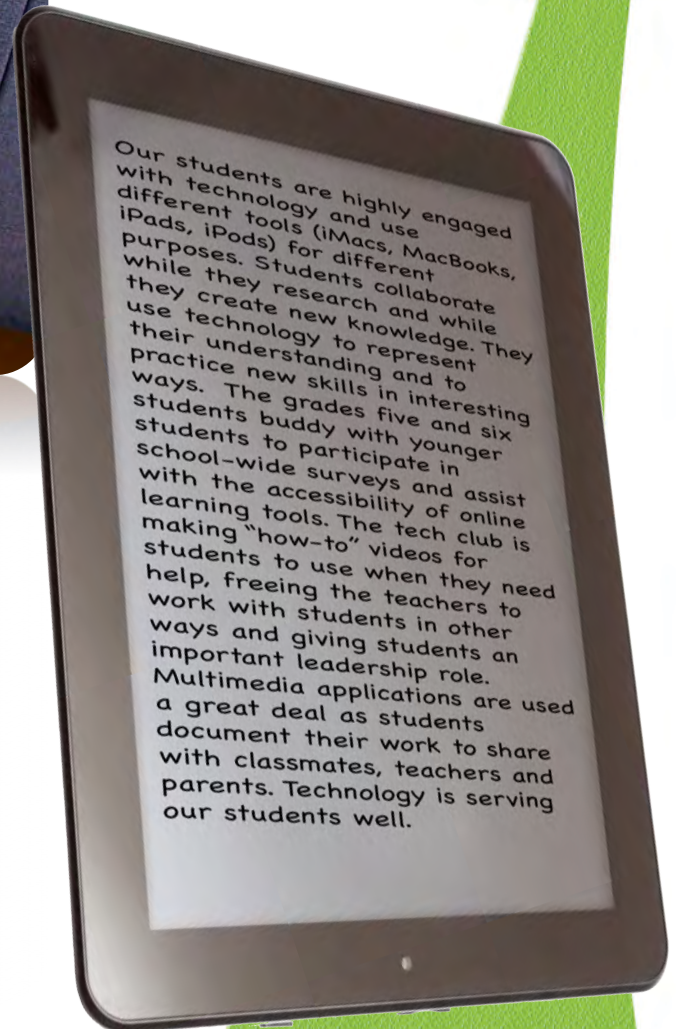 Our students are highly engaged
with technology and use
different tools (iMacs, MacBooks,
iPads, iPods) for different
purposes. Students collaborate
while they research and while
they create new knowledge. They
use technology to represent
their understanding and to
practice new skills in interesting
ways. The grades five and six
students buddy with younger
students to participate in
school-wide surveys and assist
with the accessibility of online
learning tools. The tech club is
making “how-to” videos for
students to use when they need
help, freeing the teachers to
work with students in other
ways and giving students an
important leadership role.
Multimedia applications are used
a great deal as students
document their work to share
with classmates, teachers and
parents. Technology is serving
our students well.